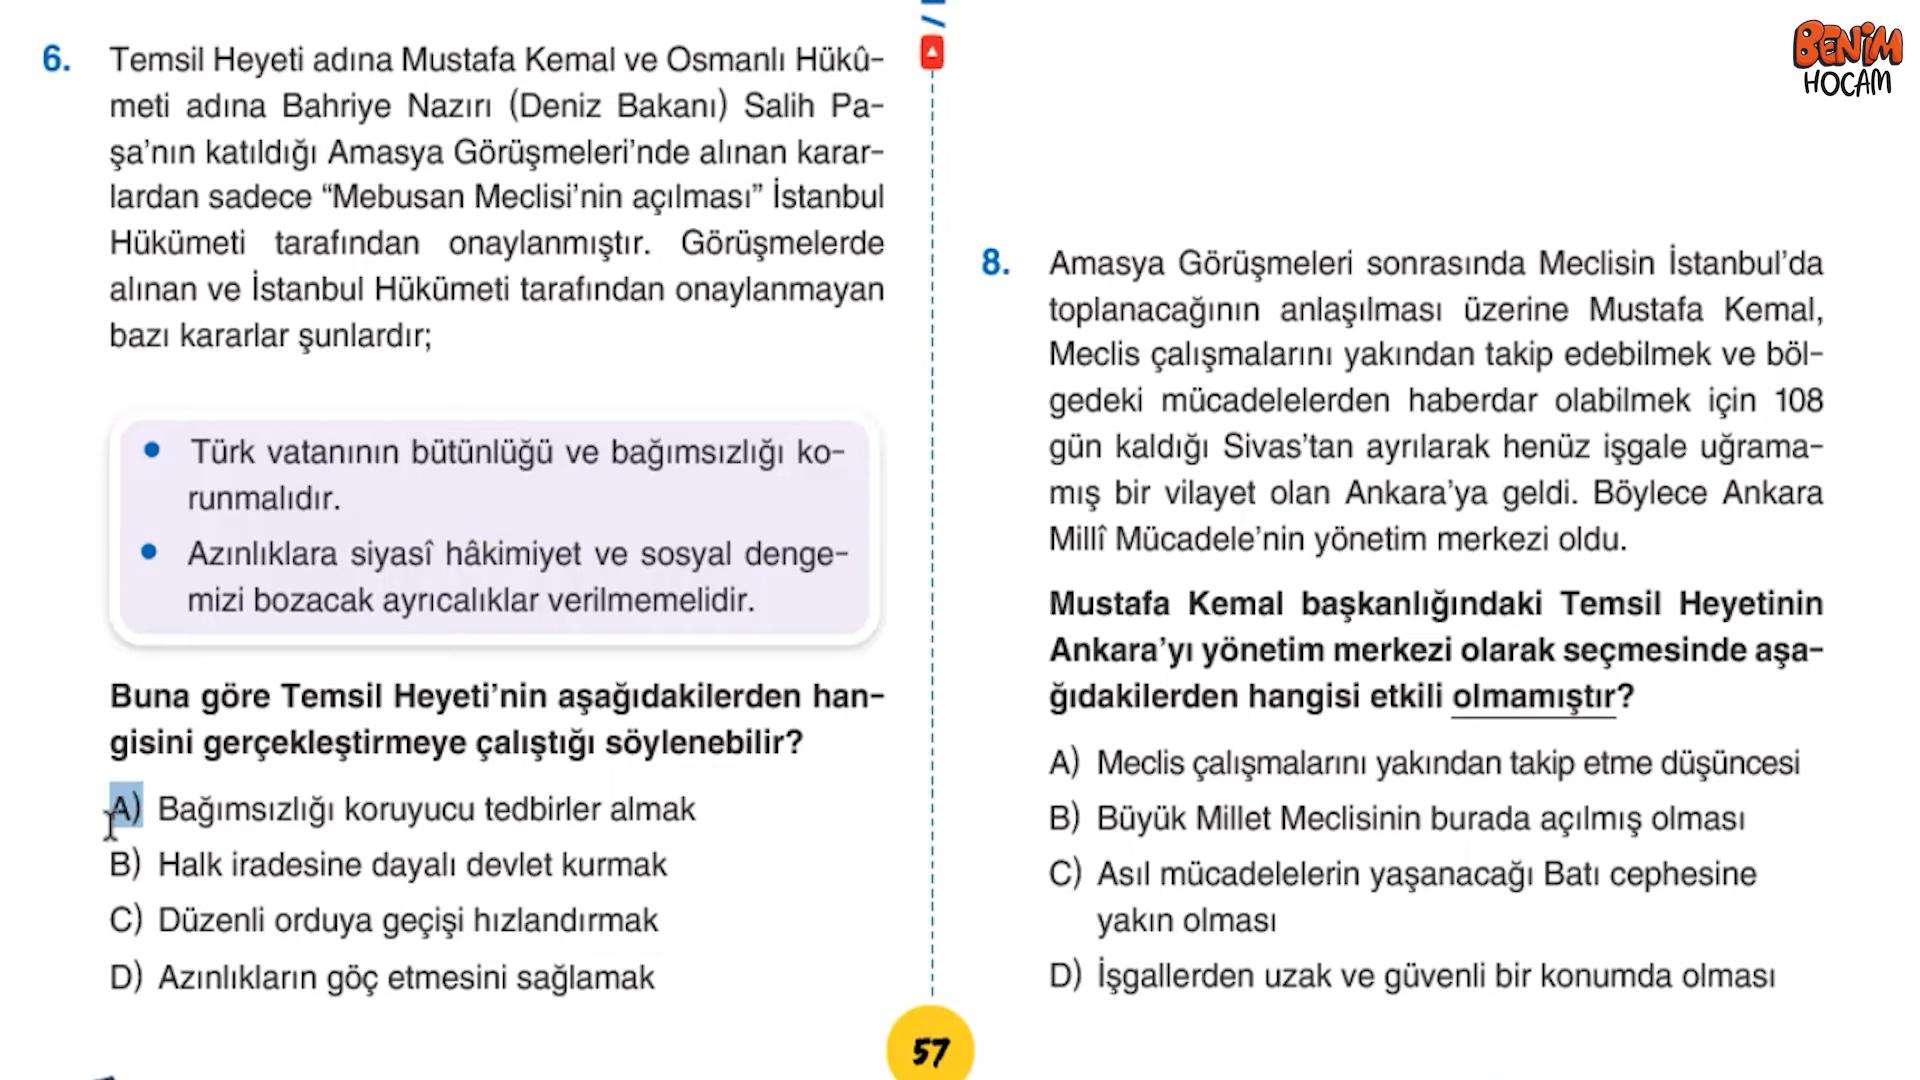 BENİM
HOCAM
6. Temsil Heyeti adına Mustafa Kemal ve Osmanlı Hükû-
meti adına Bahriye Nazırı (Deniz Bakanı) Salih Pa-
şa’nın katıldığı Amasya Görüşmeleri’nde alınan karar-
lardan sadece “Mebusan Meclisi’nin açılması” İstanbul
Hükümeti tarafından onaylanmıştır. Görüşmelerde
alınan ve İstanbul Hükümeti tarafından onaylanmayan
bazı kararlar şunlardır;
• Türk vatanının bütünlüğü ve bağımsızlığı ko-
runmalıdır.
• Azınlıklara siyasî hâkimiyet ve sosyal denge-
mizi bozacak ayrıcalıklar verilmemelidir.
Buna göre Temsil Heyeti’nin aşağıdakilerden han-
gisini gerçekleştirmeye çalıştığı söylenebilir?
A) Bağımsızlığı koruyucu tedbirler almak
B) Halk iradesine dayalı devlet kurmak
C) Düzenli orduya geçişi hızlandırmak
D) Azınlıkların göç etmesini sağlamak
8. Amasya Görüşmeleri sonrasında Meclisin İstanbul’da
toplanacağının anlaşılması üzerine Mustafa Kemal,
Meclis çalışmalarını yakından takip edebilmek ve böl-
gedeki mücadelelerden haberdar olabilmek için 108
gün kaldığı Sivas’tan ayrılarak henüz işgale uğrama-
mış bir vilayet olan Ankara’ya geldi. Böylece Ankara
Millî Mücadele’nin yönetim merkezi oldu.
Mustafa Kemal başkanlığındaki Temsil Heyetinin
Ankara’yı yönetim merkezi olarak seçmesinde aşa-
ğıdakilerden hangisi etkili olmamıştır?
A) Meclis çalışmalarını yakından takip etme düşüncesi
B) Büyük Millet Meclisinin burada açılmış olması
C) Asıl mücadelelerin yaşanacağı Batı cephesine
yakın olması
D) İşgallerden uzak ve güvenli bir konumda olması
57